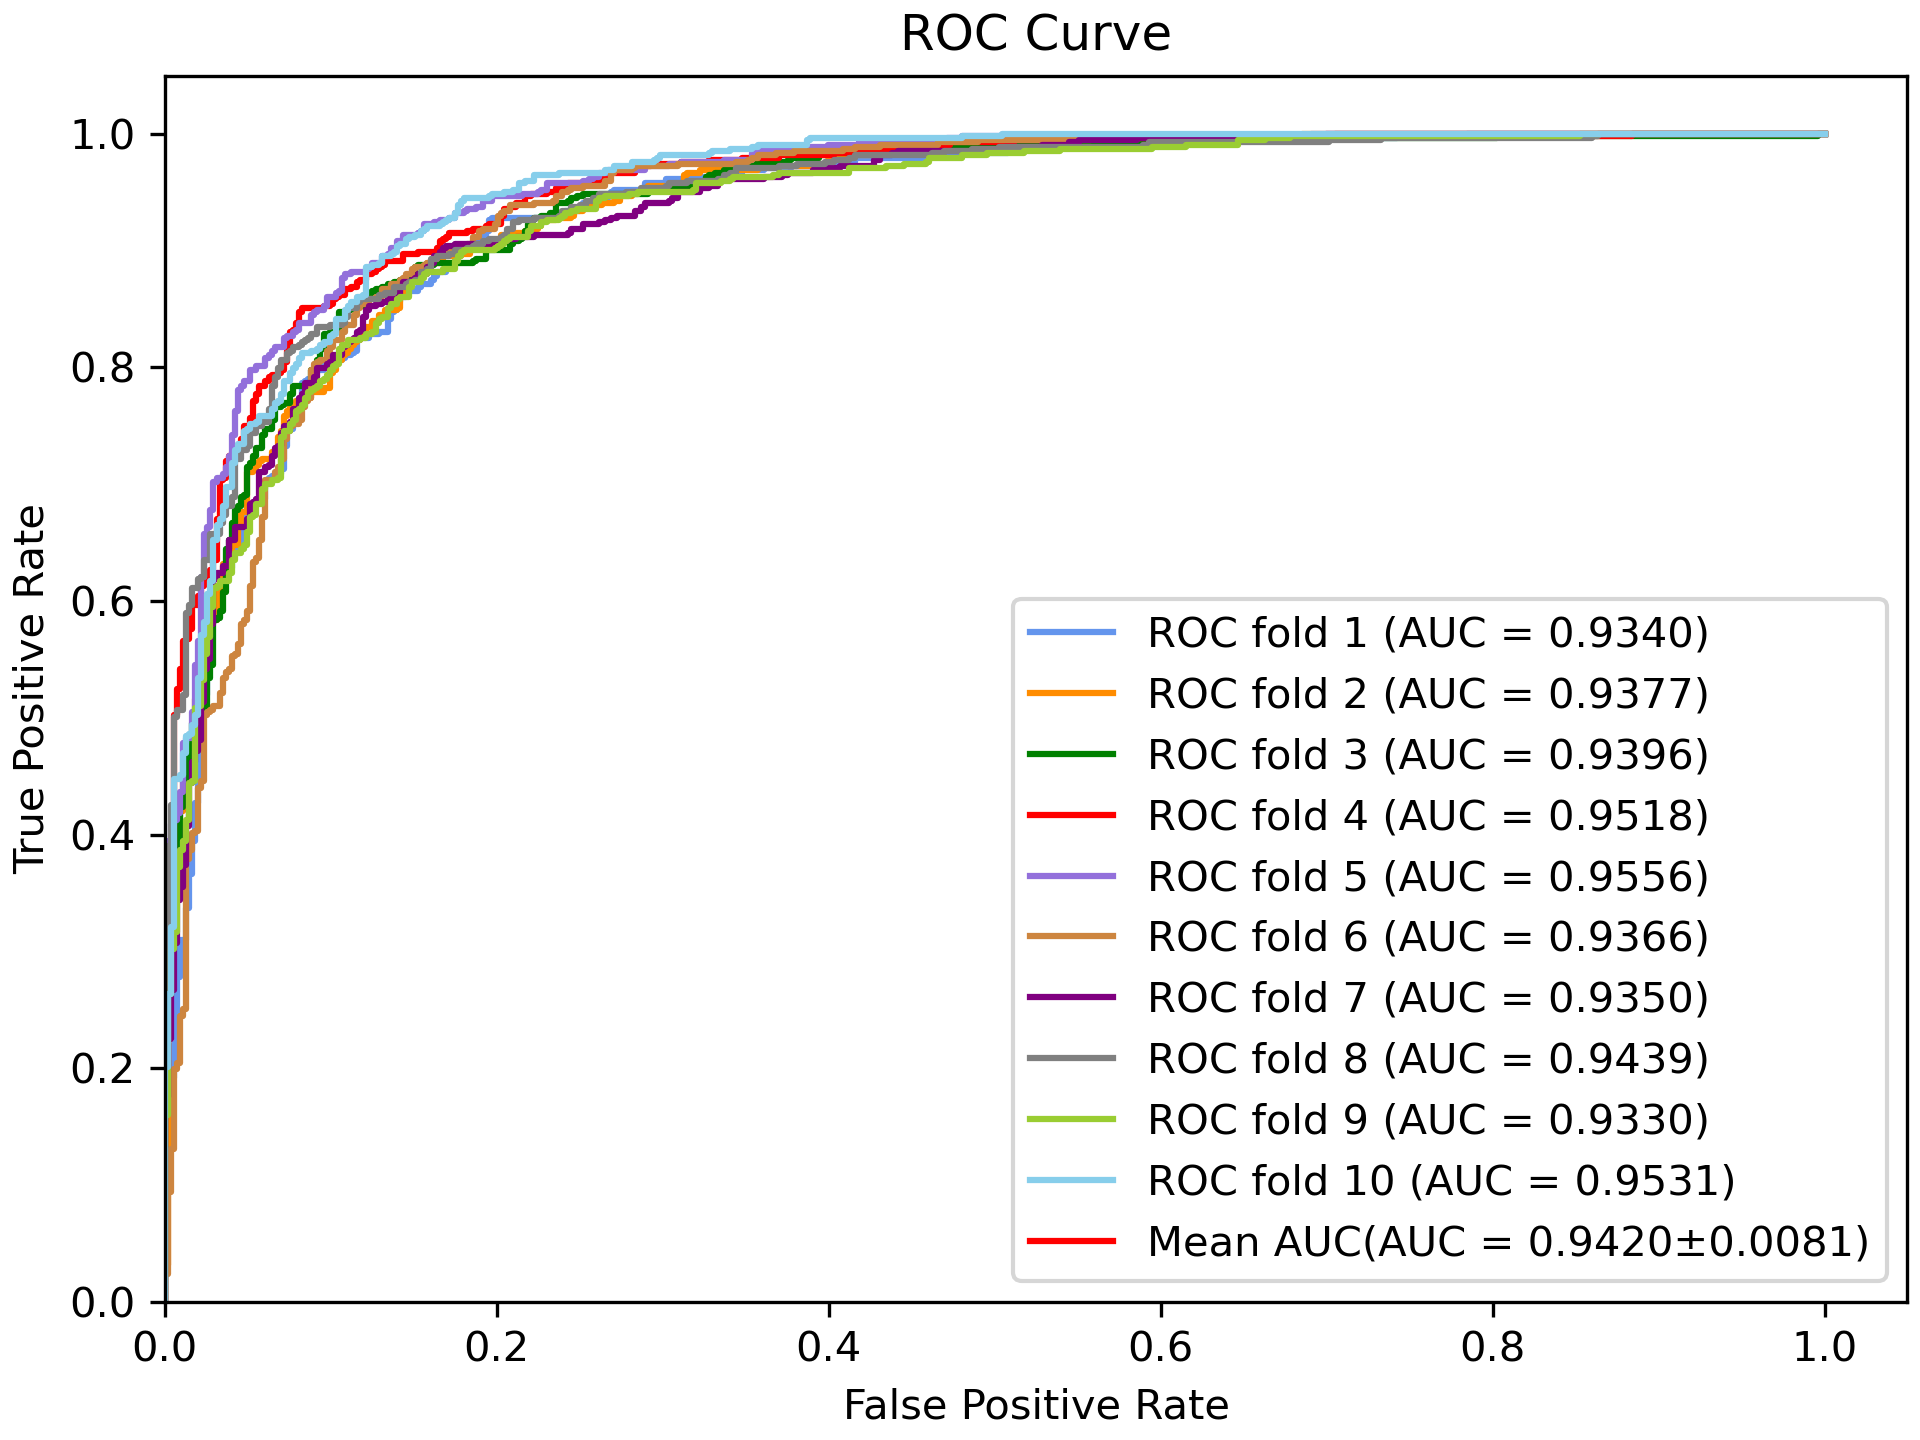 ROC Curve
True Positive Rate
1.0
0.8
0.6
0.4
0.2
0.0
ROC fold 1 (AUC = 0.9340)
ROC fold 2 (AUC = 0.9377)
ROC fold 3 (AUC = 0.9396)
ROC fold 4 (AUC = 0.9518)
ROC fold 5 (AUC = 0.9556)
ROC fold 6 (AUC = 0.9366)
ROC fold 7 (AUC = 0.9350)
ROC fold 8 (AUC = 0.9439)
ROC fold 9 (AUC = 0.9330)
ROC fold 10 (AUC = 0.9531)
Mean AUC(AUC = 0.9420±0.0081)
0.0 0.2 0.4 0.6 0.8 1.0
False Positive Rate